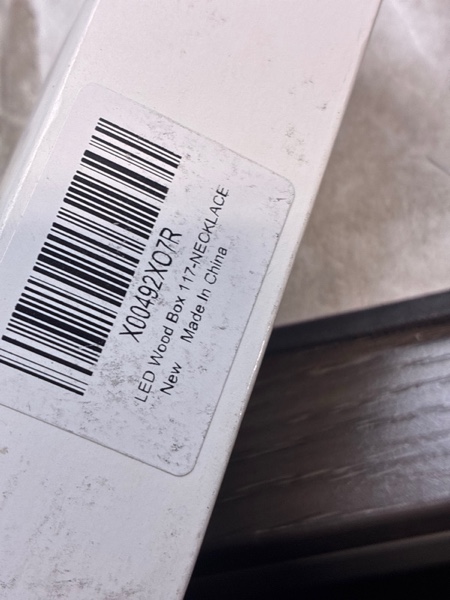 X00492XO7R
LED Wood Box 117-NECKLACE
New Made In China